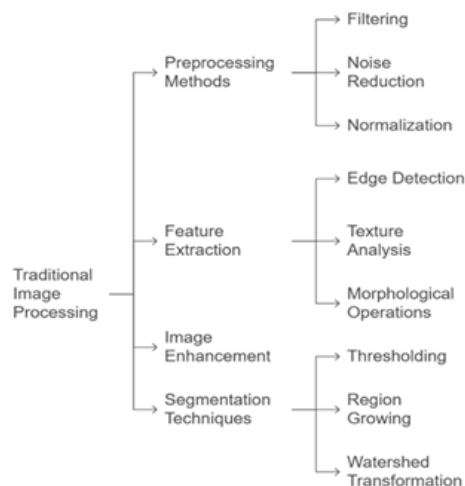 Traditional
Image
Processing
Preprocessing
Methods
Filtering
Noise
Reduction
Normalization
Feature
Extraction
Edge Detection
Texture
Analysis
Morphological
Operations
Image
Enhancement
Segmentation
Techniques
Thresholding
Region
Growing
Watershed
Transformation